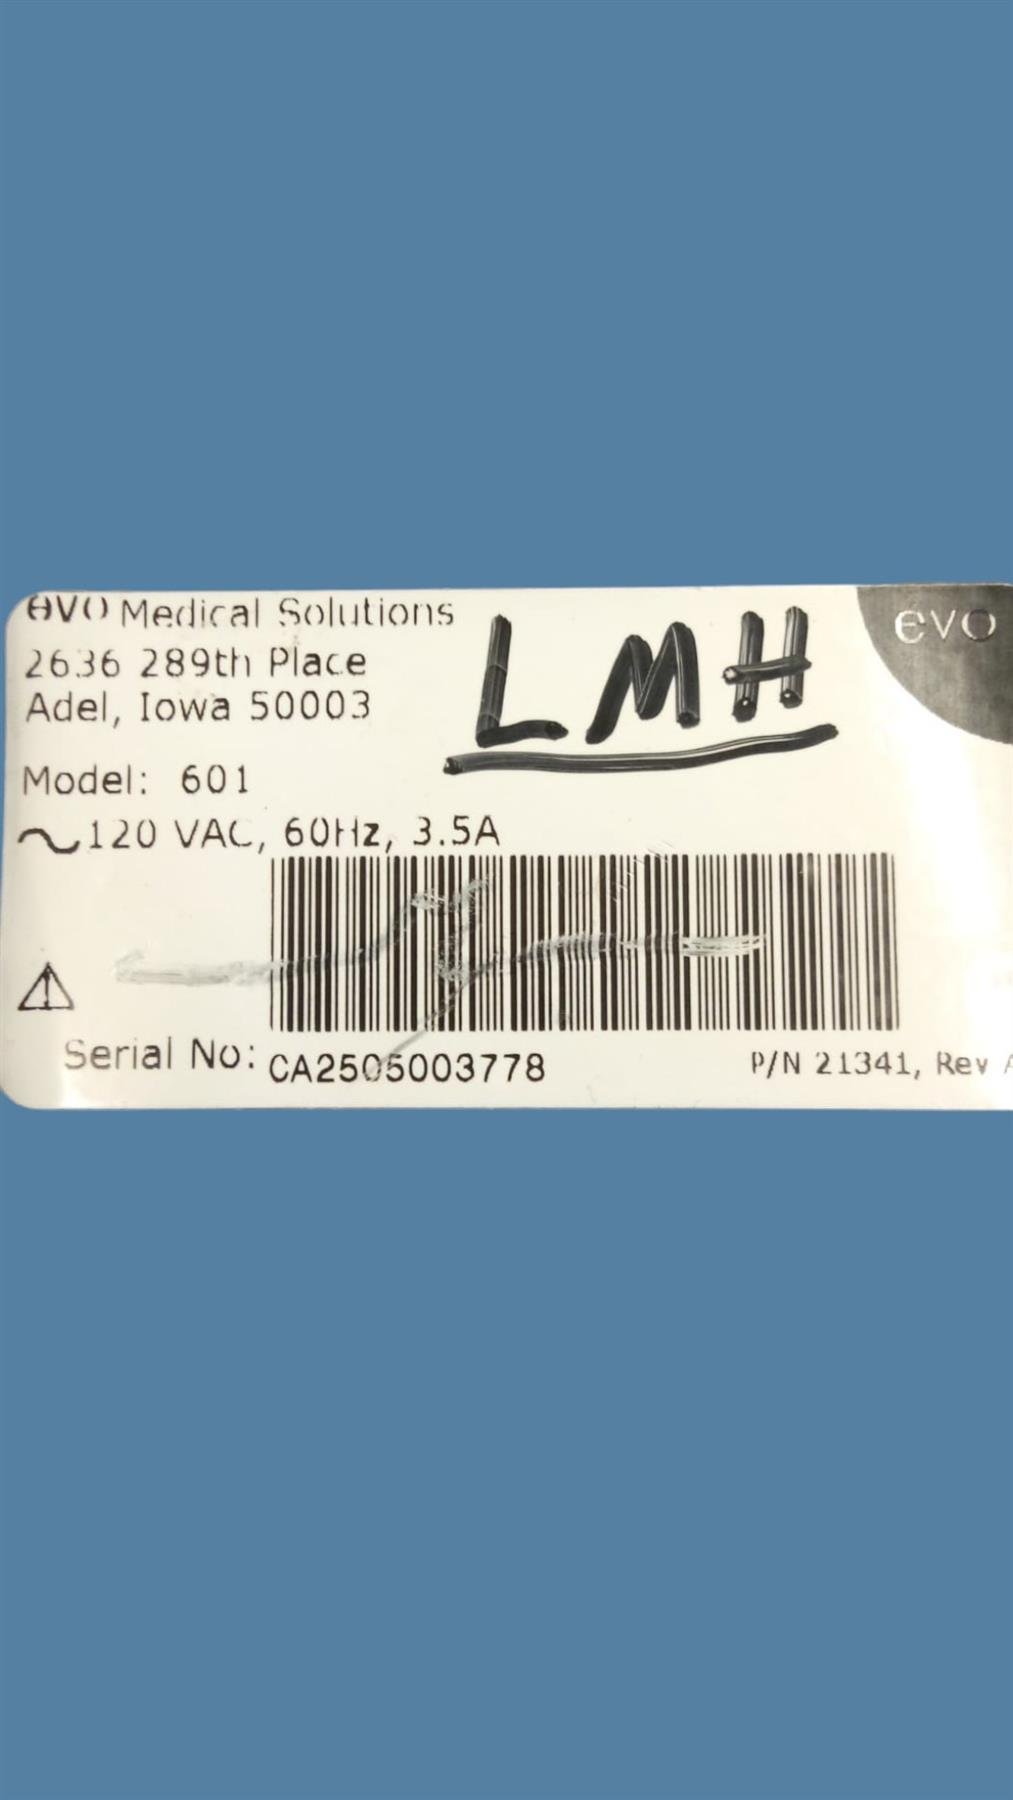 evo Medical Solutions
2636 289th Place
Adel, Iowa 50003
LMH
evo
Model: 601
120 VAC, 60Hz, 3.5A
Serial No: CA2505003778
P/N 21341, Rev